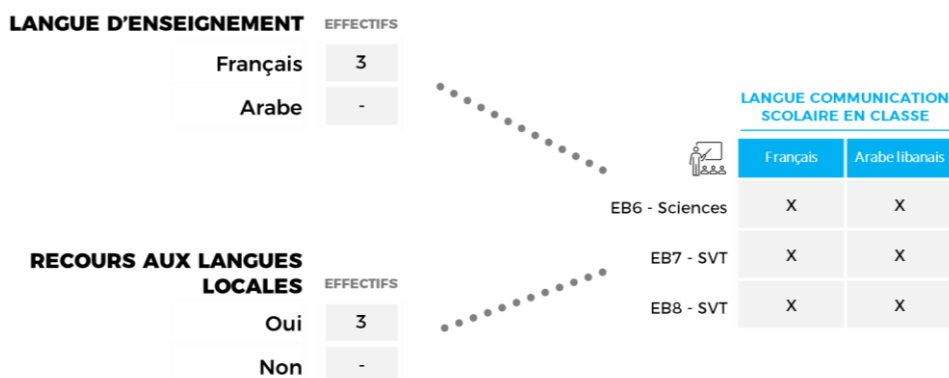 LANGUE D'ENSEIGNEMENT EFFECTIFS
Français 3
Arabe -
RECOURS AUX LANGUES
LOCALES EFFECTIFS
Oui 3
Non -
LANGUE COMMUNICATION
SCOLAIRE EN CLASSE
Français Arabe libanais
EB6 - Sciences X X
EB7 - SVT X X
EB8 - SVT X X